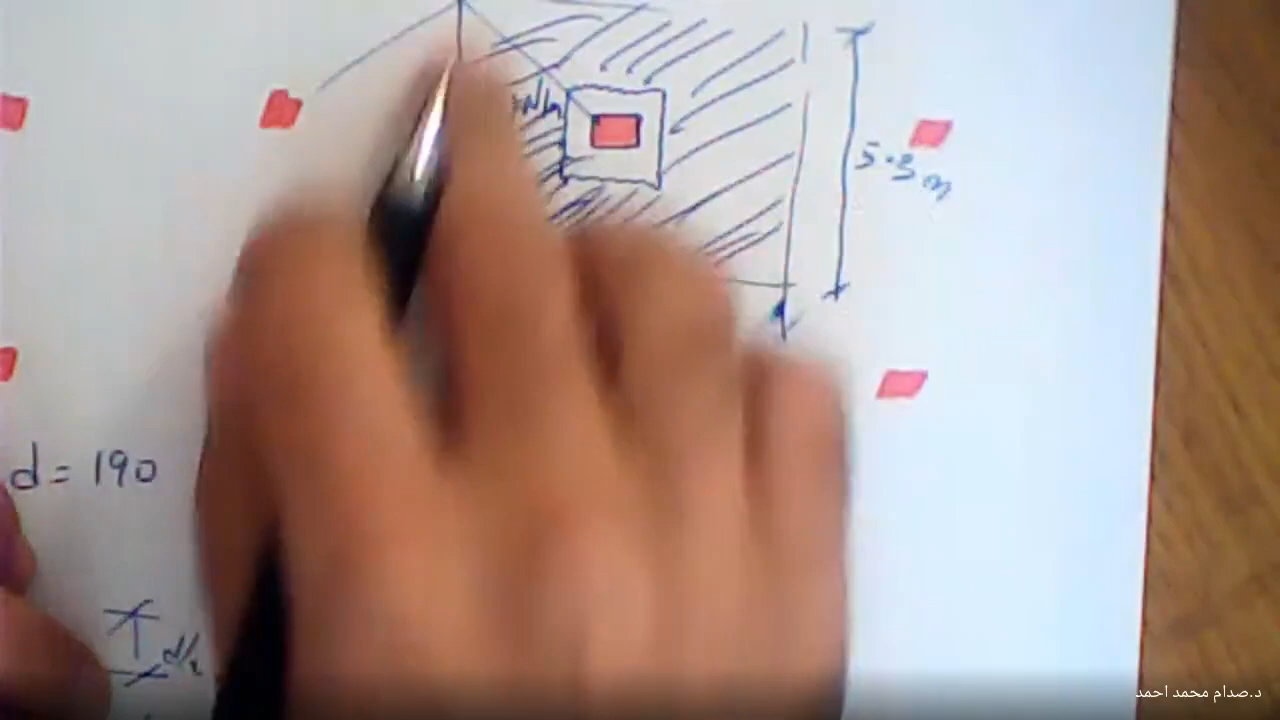 5.3 m
d = 190
d/2
د.صدام محمد احمد